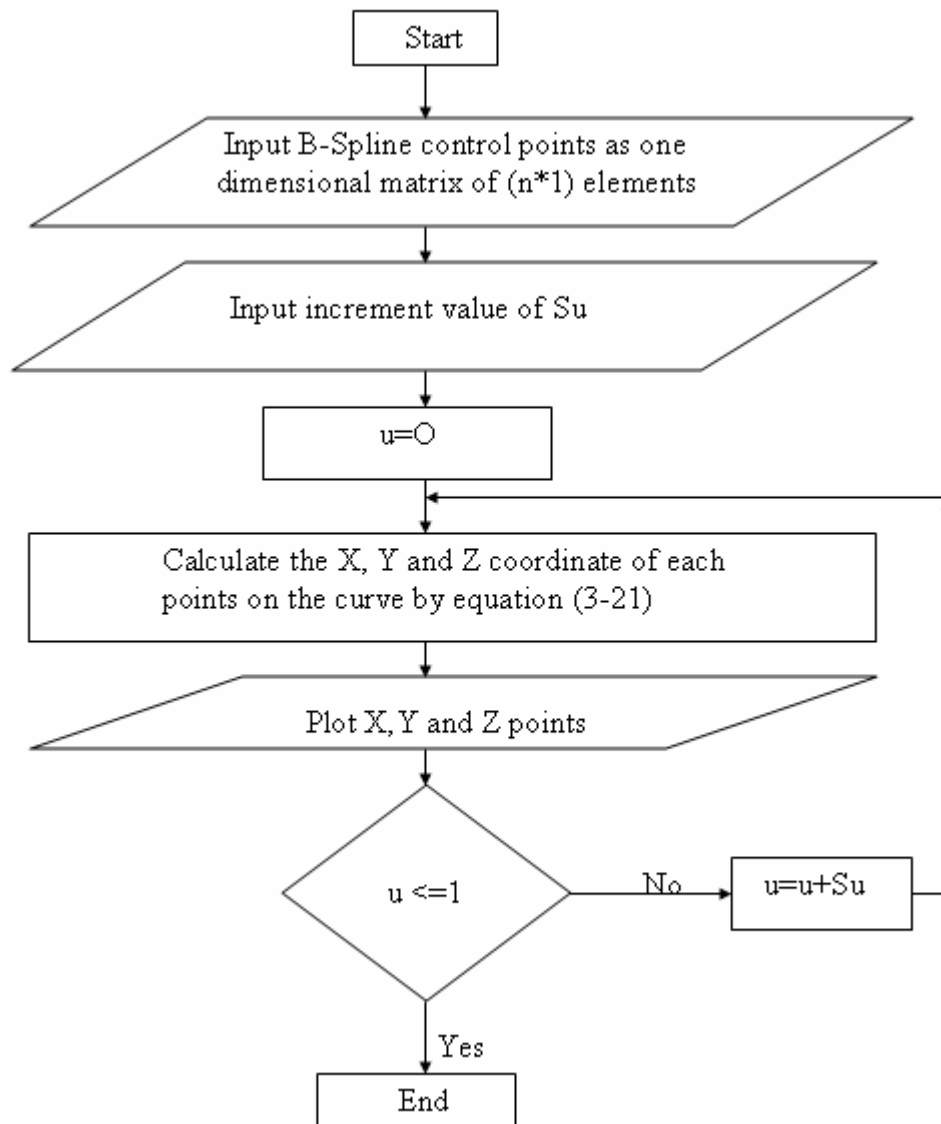 Start
Input B-Spline control points as one
dimensional matrix of (n*1) elements
Input increment value of Su
u=O
Calculate the X, Y and Z coordinate of each
points on the curve by equation (3-21)
Plot X, Y and Z points
u <=1
No
u=u+Su
Yes
End